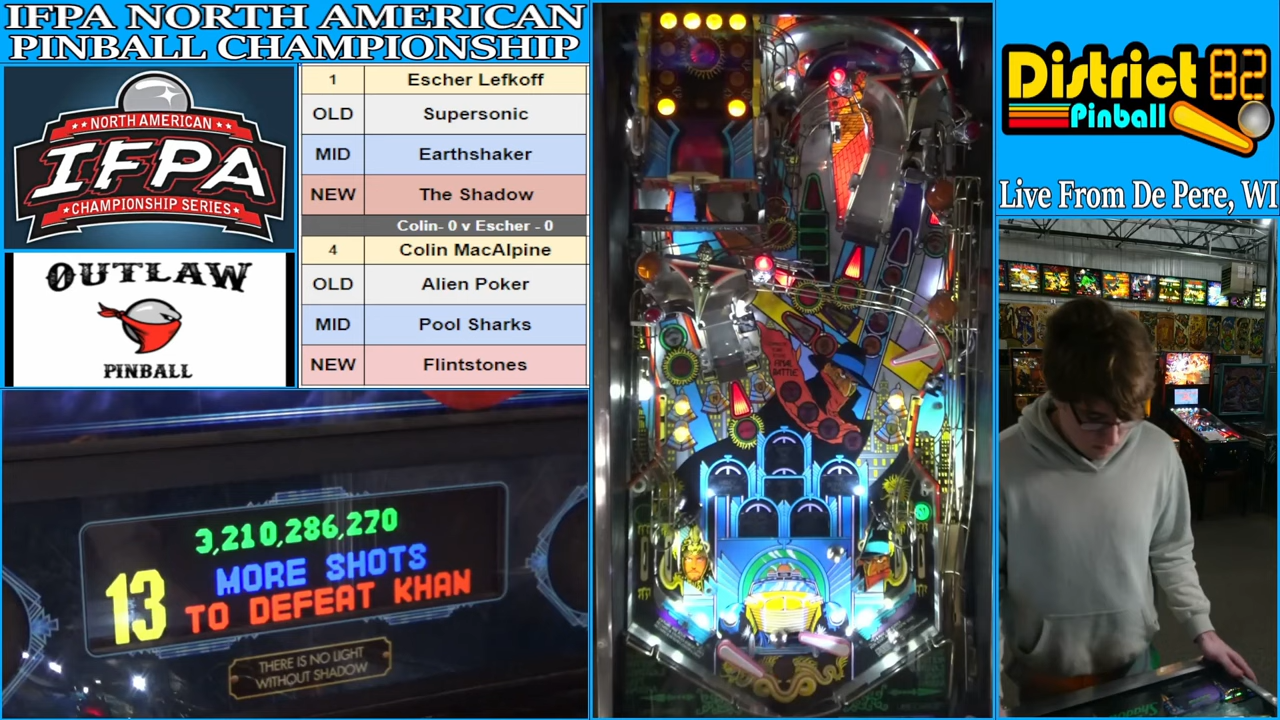 IFPA NORTH AMERICAN
PINBALL CHAMPIONSHIP
NORTH AMERICAN
IFPA
CHAMPIONSHIP SERIES
OUTLAW
PINBALL
1 Escher Lefkoff
OLD Supersonic
MID Earthshaker
NEW The Shadow
Colin- 0 v Escher - 0
4 Colin MacAlpine
OLD Alien Poker
MID Pool Sharks
NEW Flintstones
3,210,286,270
13 MORE SHOTS
TO DEFEAT KHAN
THERE IS NO LIGHT
WITHOUT SHADOW
FINAL
BATTLE
District 82
Pinball
Live From De Pere, WI